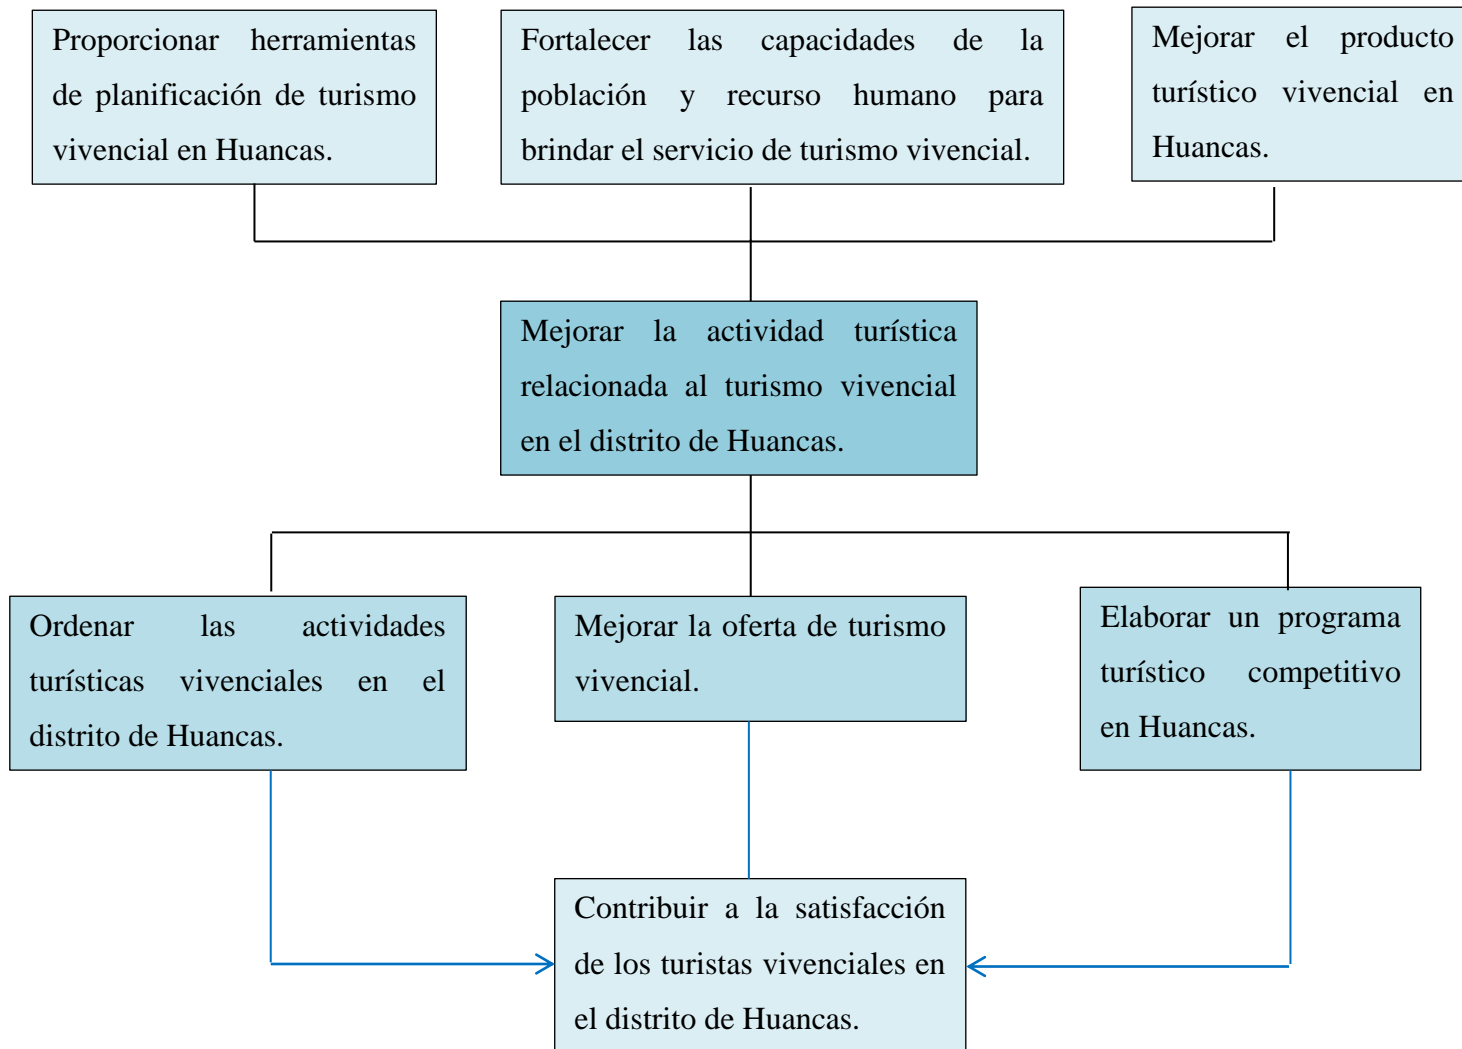 Proporcionar herramientas
de planificación de turismo
vivencial en Huancas.
Fortalecer las capacidades de la
población y recurso humano para
brindar el servicio de turismo vivencial.
Mejorar el producto
turístico vivencial en
Huancas.
Mejorar la actividad turística
relacionada al turismo vivencial
en el distrito de Huancas.
Ordenar las actividades
turísticas vivenciales en el
distrito de Huancas.
Mejorar la oferta de turismo
vivencial.
Elaborar un programa
turístico competitivo
en Huancas.
Contribuir a la satisfacción
de los turistas vivenciales en
el distrito de Huancas.